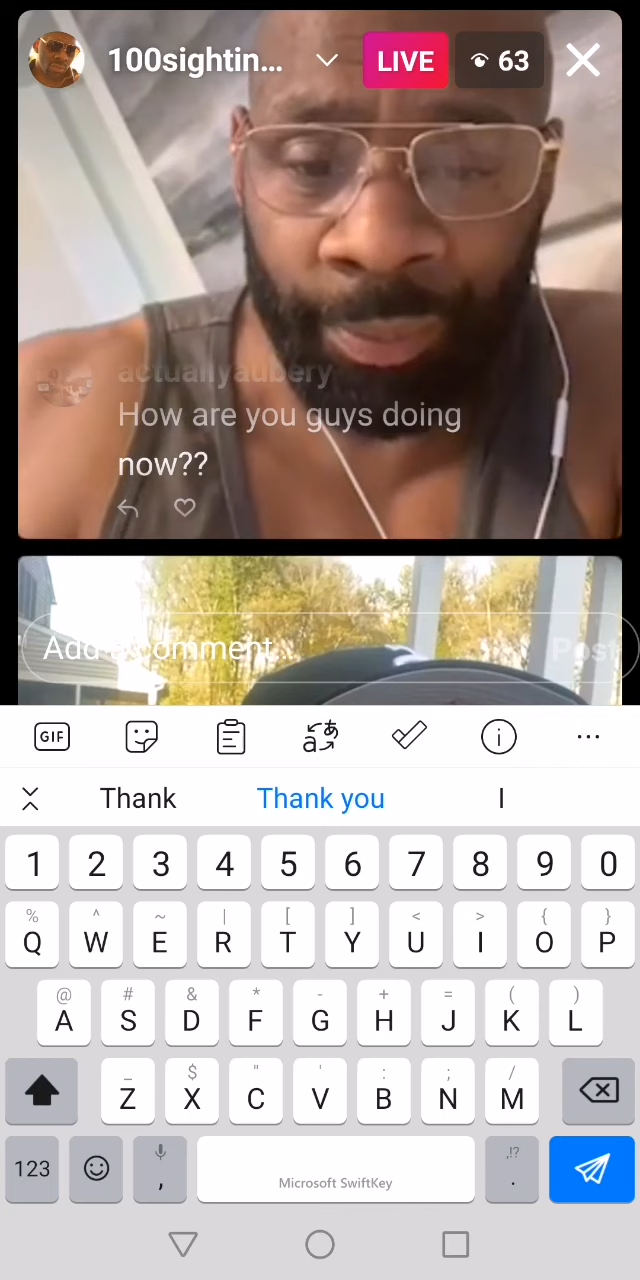 100sightin...
LIVE
63
actuallyaubery
How are you guys doing
now??
Add a comment...
Post
GIF
Thank
Thank you
I
1 2 3 4 5 6 7 8 9 0
% ^ ~ | [ ] < > { }
Q W E R T Y U I O P
@ # & * - + = ( )
A S D F G H J K L
_ $ " ' : ; /
Z X C V B N M
123 , Microsoft SwiftKey ,!? .